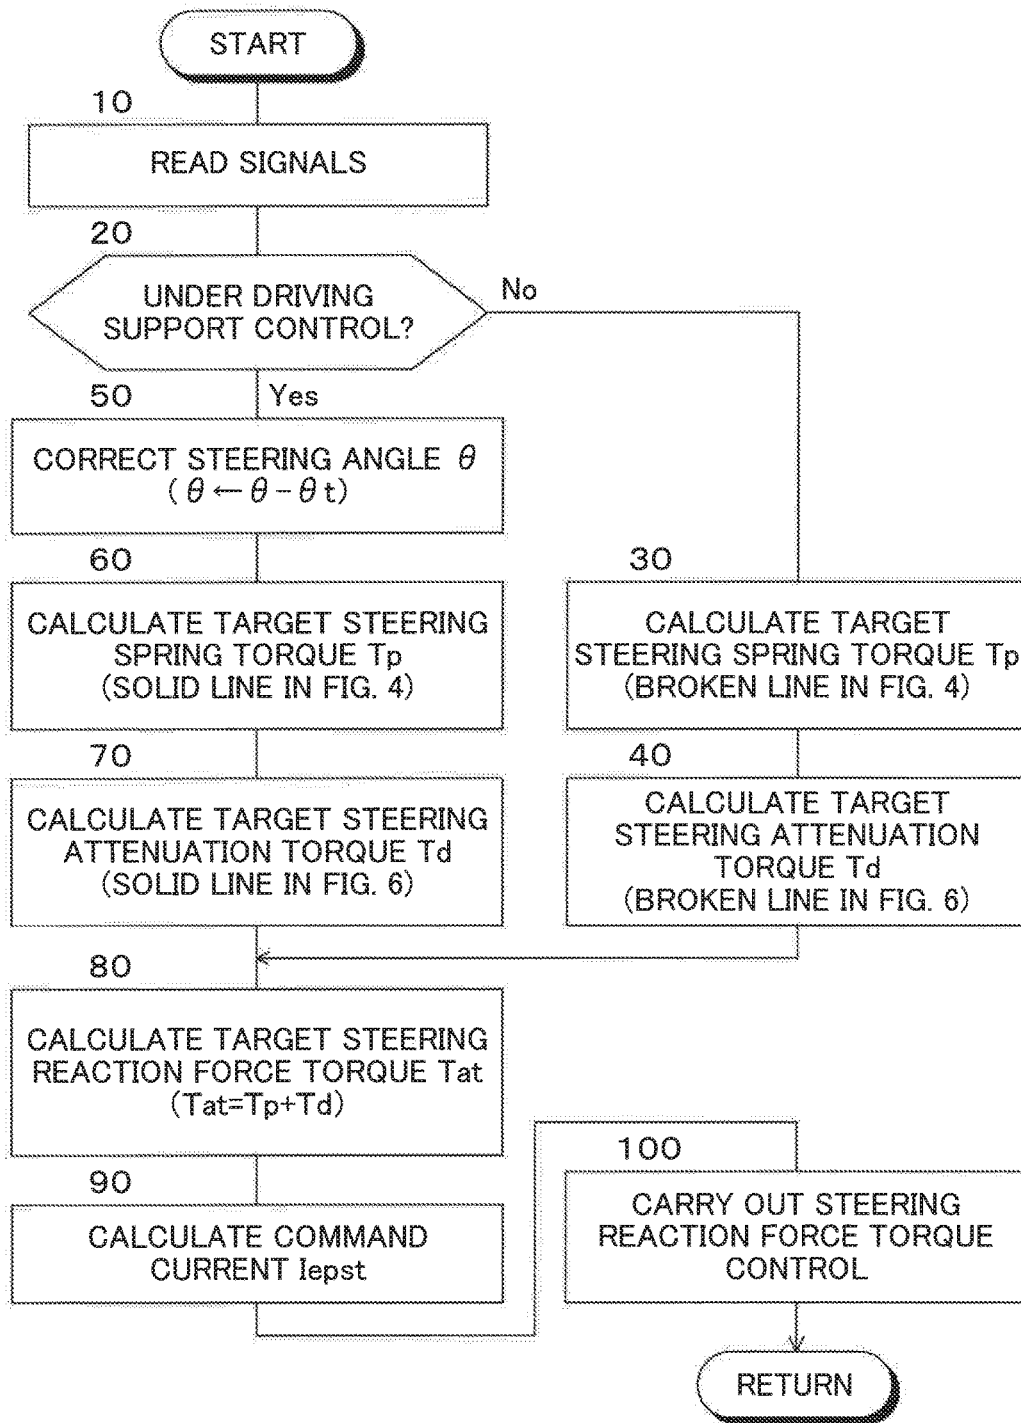 START
10
READ SIGNALS
20
UNDER DRIVING
SUPPORT CONTROL?
No
50
Yes
CORRECT STEERING ANGLE θ
(θ←θ-θt)
60
CALCULATE TARGET STEERING
SPRING TORQUE Tp
(SOLID LINE IN FIG. 4)
30
CALCULATE TARGET
STEERING SPRING TORQUE Tp
(BROKEN LINE IN FIG. 4)
70
CALCULATE TARGET STEERING
ATTENUATION TORQUE Td
(SOLID LINE IN FIG. 6)
40
CALCULATE TARGET
STEERING ATTENUATION
TORQUE Td
(BROKEN LINE IN FIG. 6)
80
CALCULATE TARGET STEERING
REACTION FORCE TORQUE Tat
(Tat=Tp+Td)
90
CALCULATE COMMAND
CURRENT Iepst
100
CARRY OUT STEERING
REACTION FORCE TORQUE
CONTROL
RETURN